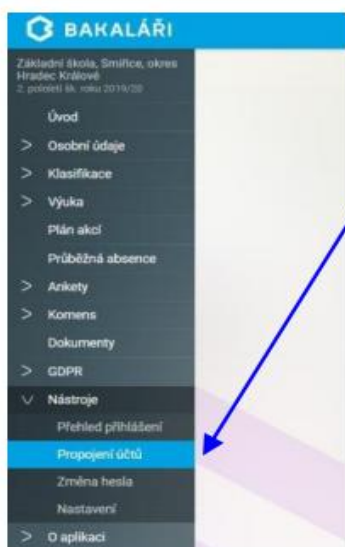 BAKALÁŘI
Základní škola, Smiřice, okres
Hradec Králové
2. pololetí šk. roku 2019/20
Úvod
> Osobní údaje
> Klasifikace
> Výuka
Plán akcí
Průběžná absence
> Ankety
> Komens
Dokumenty
> GDPR
Nástroje
Přehled přihlášení
Propojení účtů
Změna hesla
Nastavení
> O aplikaci